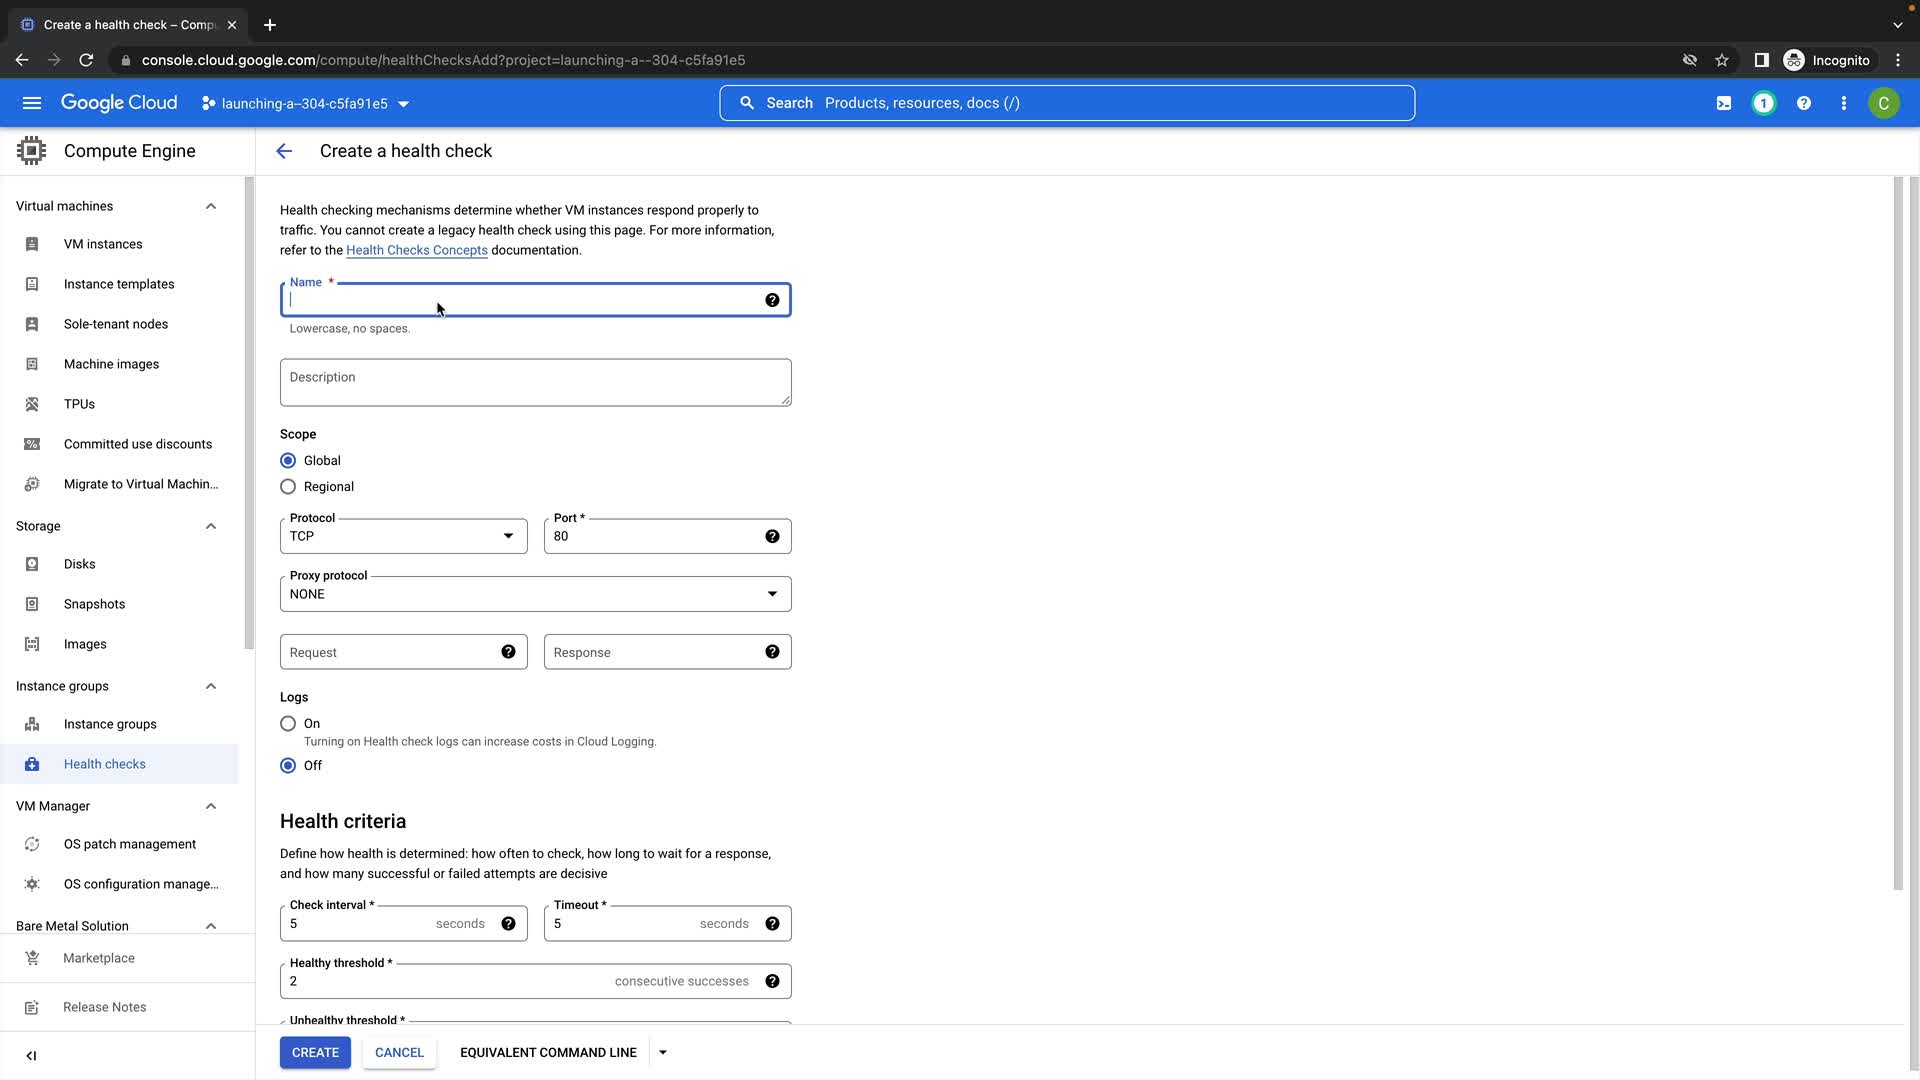 Create a health check – Comp
console.cloud.google.com/compute/healthChecksAdd?project=launching-a--304-c5fa91e5
Incognito
Google Cloud
launching-a--304-c5fa91e5
Search Products, resources, docs (/)
1
C
Compute Engine
Create a health check
Virtual machines
VM instances
Instance templates
Sole-tenant nodes
Machine images
TPUs
Committed use discounts
Migrate to Virtual Machin...
Storage
Disks
Snapshots
Images
Instance groups
Instance groups
Health checks
VM Manager
OS patch management
OS configuration manage...
Bare Metal Solution
Marketplace
Release Notes
Health checking mechanisms determine whether VM instances respond properly to
traffic. You cannot create a legacy health check using this page. For more information,
refer to the Health Checks Concepts documentation.
Name *
Lowercase, no spaces.
Description
Scope
Global
Regional
Protocol
TCP
Port *
80
Proxy protocol
NONE
Request
Response
Logs
On
Turning on Health check logs can increase costs in Cloud Logging.
Off
Health criteria
Define how health is determined: how often to check, how long to wait for a response,
and how many successful or failed attempts are decisive
Check interval *
5 seconds
Timeout *
5 seconds
Healthy threshold *
2 consecutive successes
Unhealthy threshold *
CREATE
CANCEL
EQUIVALENT COMMAND LINE